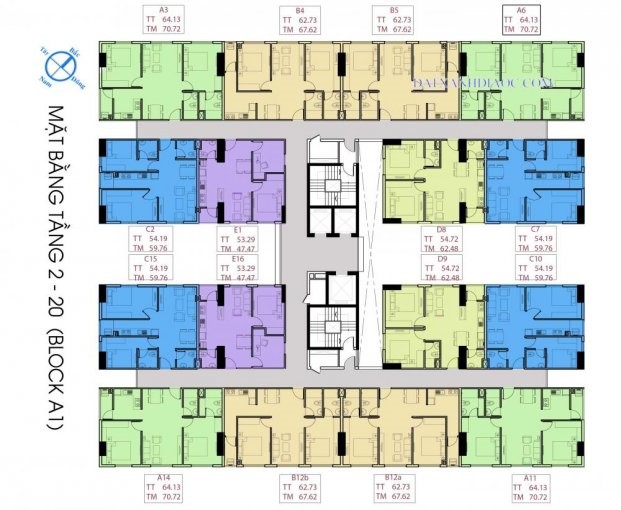 A3
TT 64.13
TM 70.72
B4
TT 62.73
TM 67.62
B5
TT 62.73
TM 67.62
A6
TT 64.13
TM 70.72
Bắc
Tây
Đông
Nam
MẶT BẰNG TẦNG 2 - 20 (BLOCK A1)
C2
TT 54.19
TM 59.76
E1
TT 53.29
TM 47.47
D8
TT 54.72
TM 62.48
C7
TT 54.19
TM 59.76
C15
TT 54.19
TM 59.76
E16
TT 53.29
TM 47.47
D9
TT 54.72
TM 62.48
C10
TT 54.19
TM 59.76
A14
TT 64.13
TM 70.72
B12b
TT 62.73
TM 67.62
B12a
TT 62.73
TM 67.62
A11
TT 64.13
TM 70.72